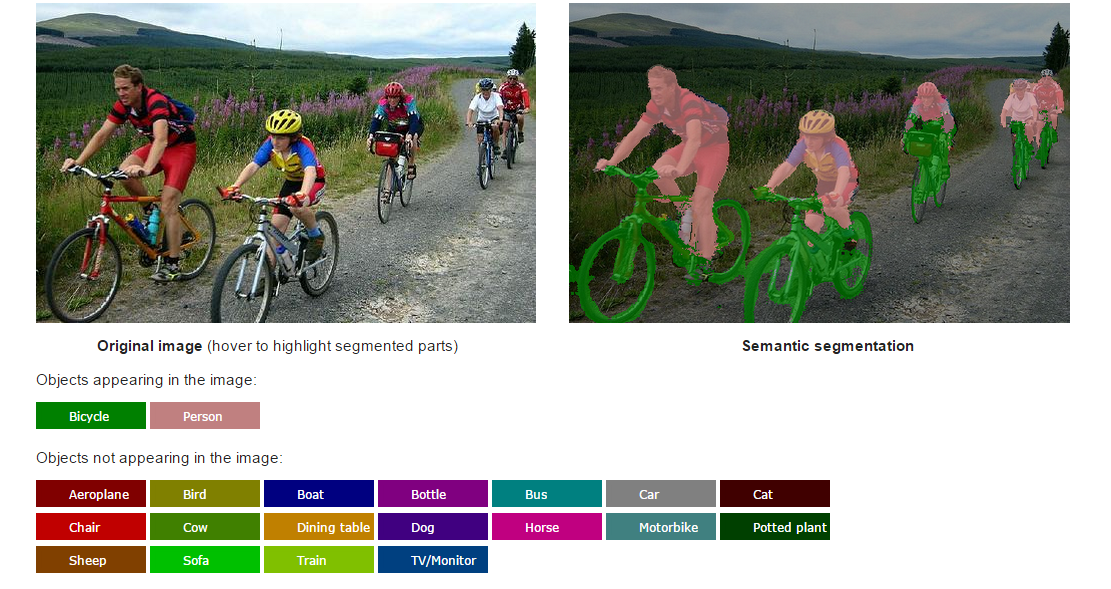 Original image (hover to highlight segmented parts)
Semantic segmentation
Objects appearing in the image:
Bicycle Person
Objects not appearing in the image:
Aeroplane Bird Boat Bottle Bus Car Cat
Chair Cow Dining table Dog Horse Motorbike Potted plant
Sheep Sofa Train TV/Monitor